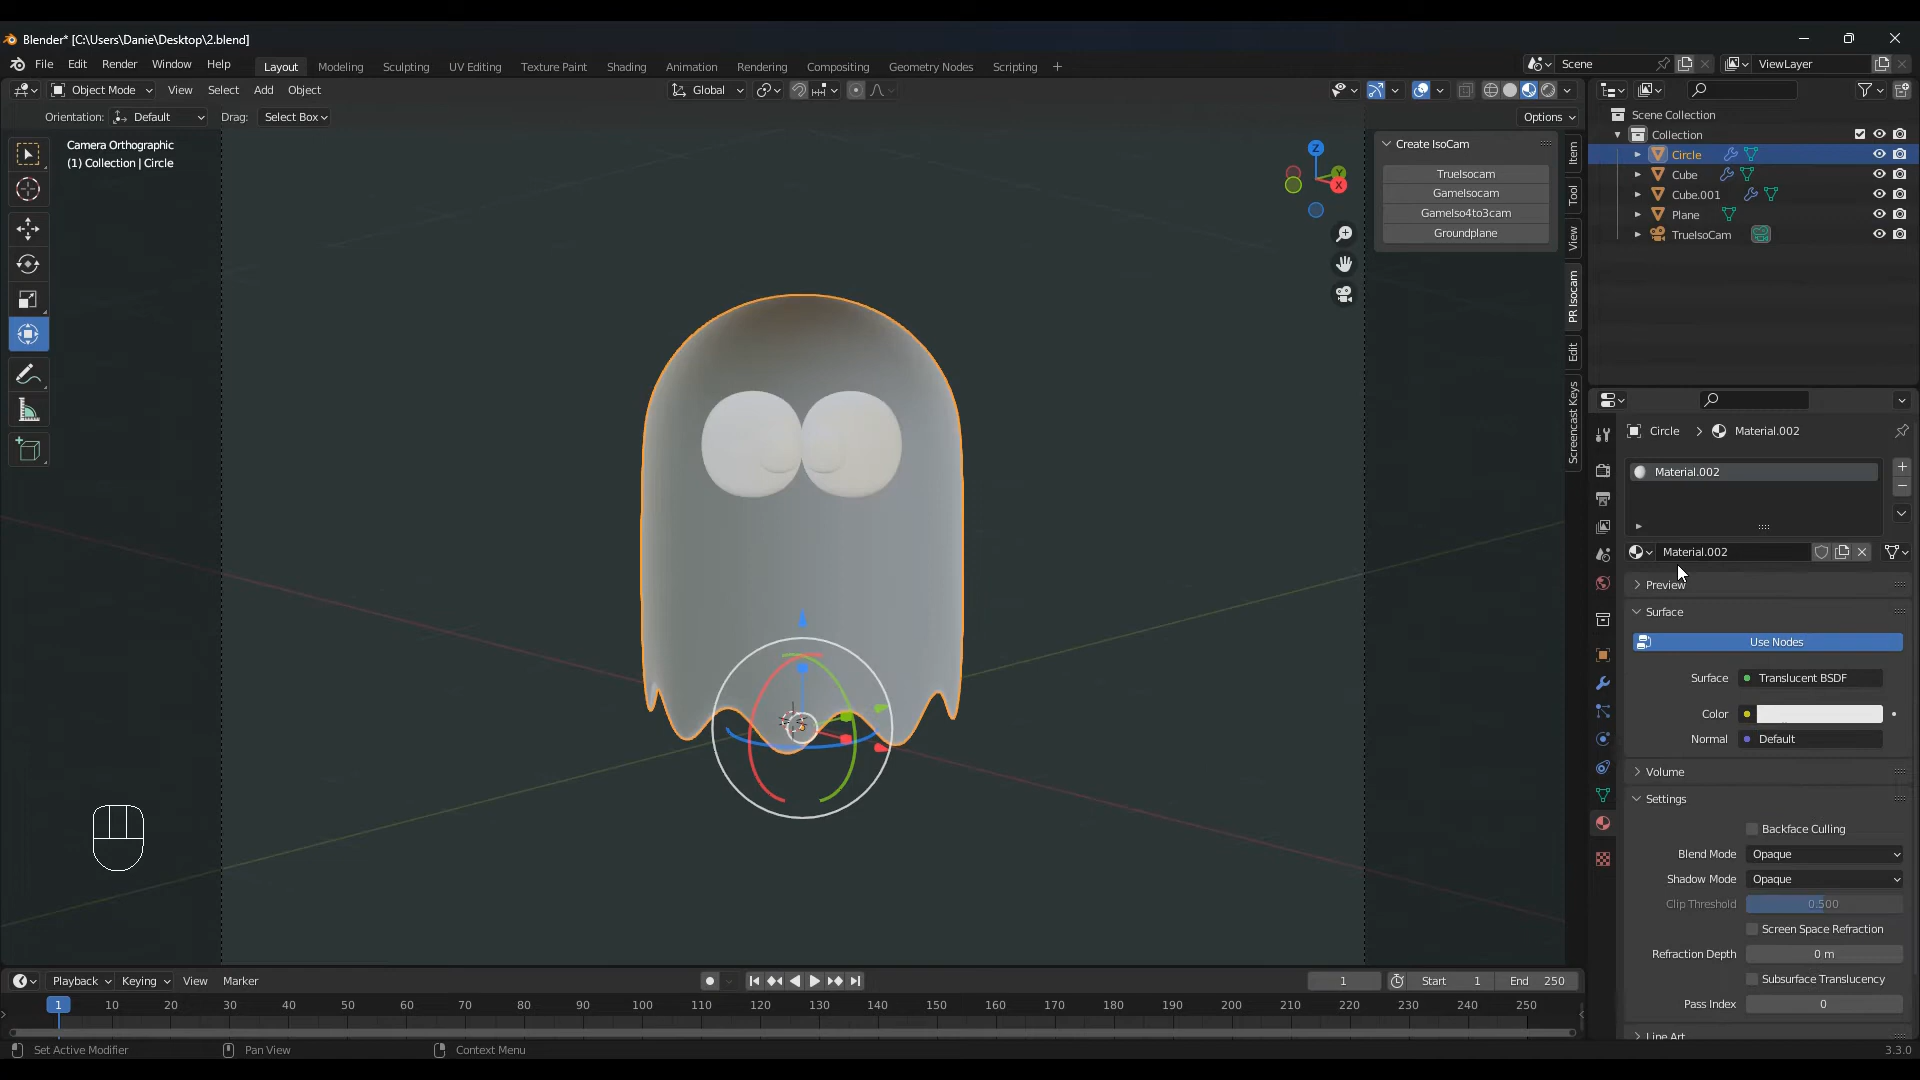 Blender* [C:\Users\Danie\Desktop\2.blend]
File Edit Render Window Help Layout Modeling Sculpting UV Editing Texture Paint Shading Animation Rendering Compositing Geometry Nodes Scripting + Scene ViewLayer
Object Mode View Select Add Object Global
Orientation: Default Drag: Select Box Options
Camera Orthographic
(1) Collection | Circle
Create IsoCam
TrueIsocam
GameIsocam
GameIso4to3cam
Groundplane
Z
Y
X
Item
Tool
View
PR Isocam
Edit
Screencast Keys
Scene Collection
Collection
Circle
Cube
Cube.001
Plane
TrueIsoCam
Circle > Material.002
Material.002
Material.002
Preview
Surface
Use Nodes
Surface Translucent BSDF
Color
Normal Default
Volume
Settings
Backface Culling
Blend Mode Opaque
Shadow Mode Opaque
Clip Threshold 0.500
Screen Space Refraction
Refraction Depth 0 m
Subsurface Translucency
Pass Index 0
Line Art
Playback Keying View Marker 1 Start 1 End 250
1 10 20 30 40 50 60 70 80 90 100 110 120 130 140 150 160 170 180 190 200 210 220 230 240 250
Set Active Modifier Pan View Context Menu 3.3.0